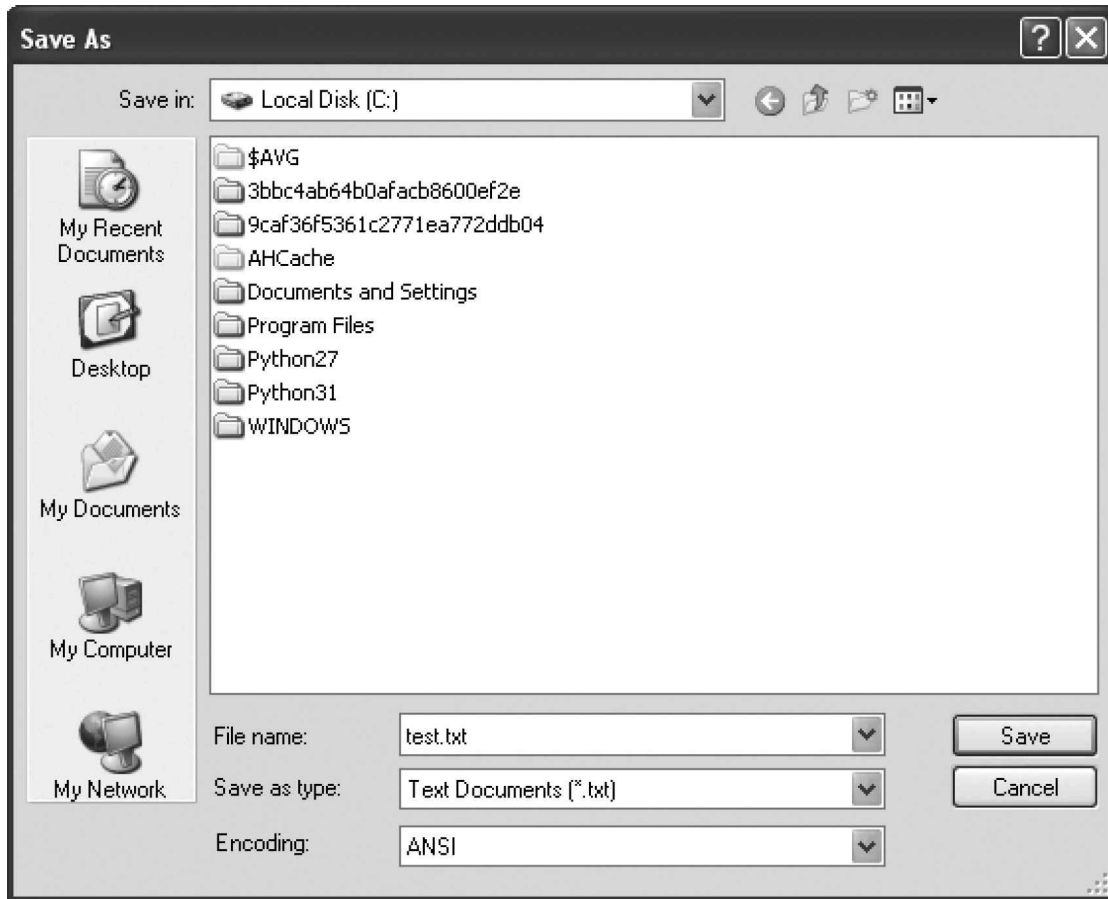 Save As
Save in: Local Disk (C:)
My Recent
Documents
Desktop
My Documents
My Computer
My Network
$AVG
3bbc4ab64b0afacb8600ef2e
9caf36f5361c2771ea772ddb04
AHCache
Documents and Settings
Program Files
Python27
Python31
WINDOWS
File name: test.txt Save
Save as type: Text Documents (*.txt) Cancel
Encoding: ANSI